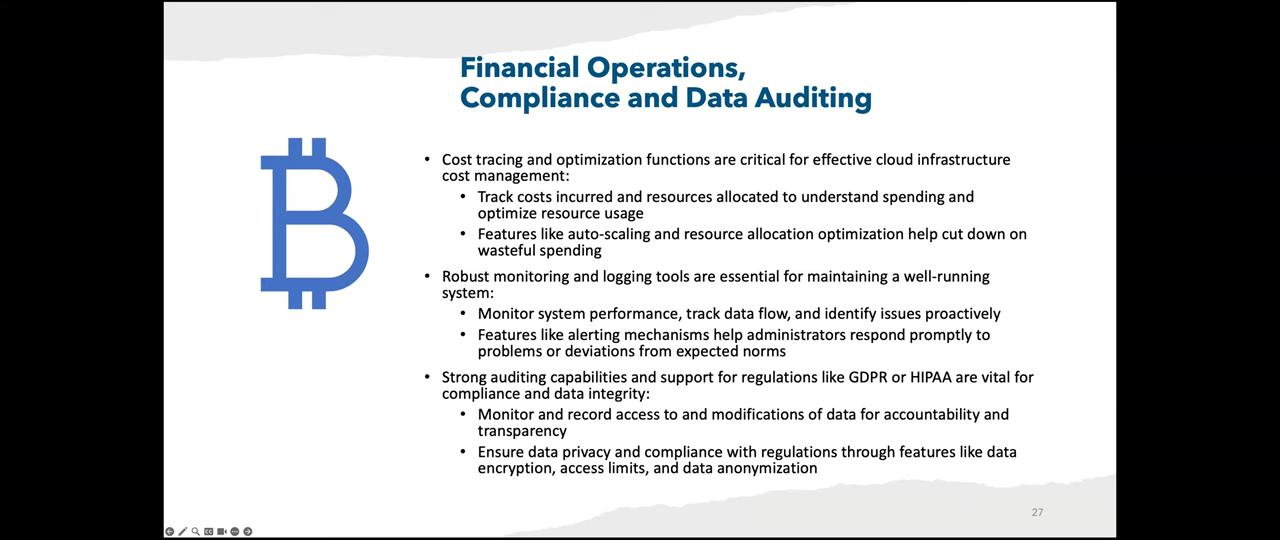 Financial Operations,
Compliance and Data Auditing
• Cost tracing and optimization functions are critical for effective cloud infrastructure
cost management:
• Track costs incurred and resources allocated to understand spending and
optimize resource usage
• Features like auto-scaling and resource allocation optimization help cut down on
wasteful spending
• Robust monitoring and logging tools are essential for maintaining a well-running
system:
• Monitor system performance, track data flow, and identify issues proactively
• Features like alerting mechanisms help administrators respond promptly to
problems or deviations from expected norms
• Strong auditing capabilities and support for regulations like GDPR or HIPAA are vital for
compliance and data integrity:
• Monitor and record access to and modifications of data for accountability and
transparency
• Ensure data privacy and compliance with regulations through features like data
encryption, access limits, and data anonymization
27